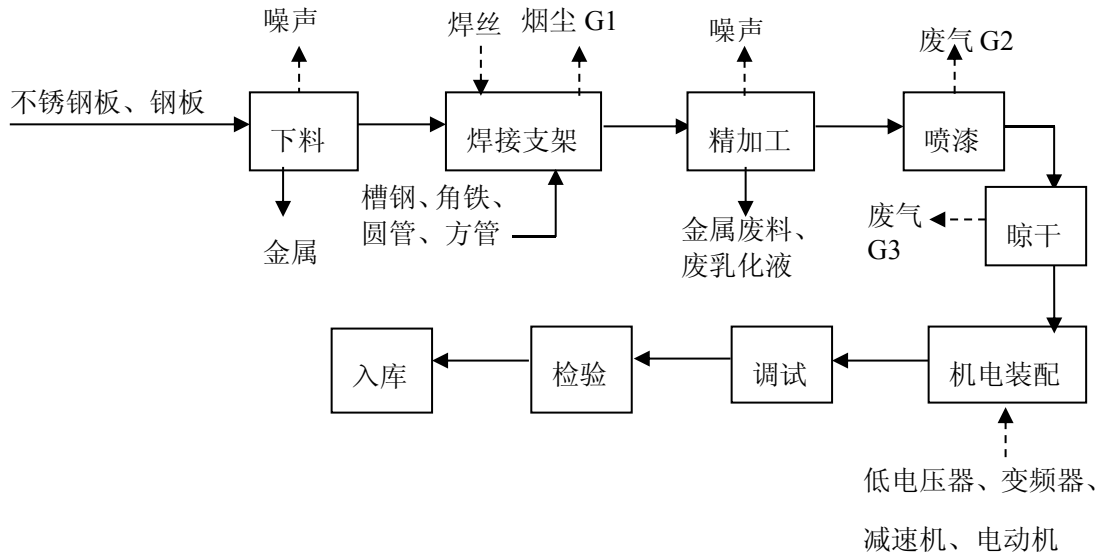 噪声
焊丝
烟尘 G1
噪声
废气 G2
不锈钢板、钢板
下料
焊接支架
精加工
喷漆
金属
槽钢、角铁、
圆管、方管
金属废料、
废乳化液
废气
G3
晾干
入库
检验
调试
机电装配
低电压器、变频器、
减速机、电动机